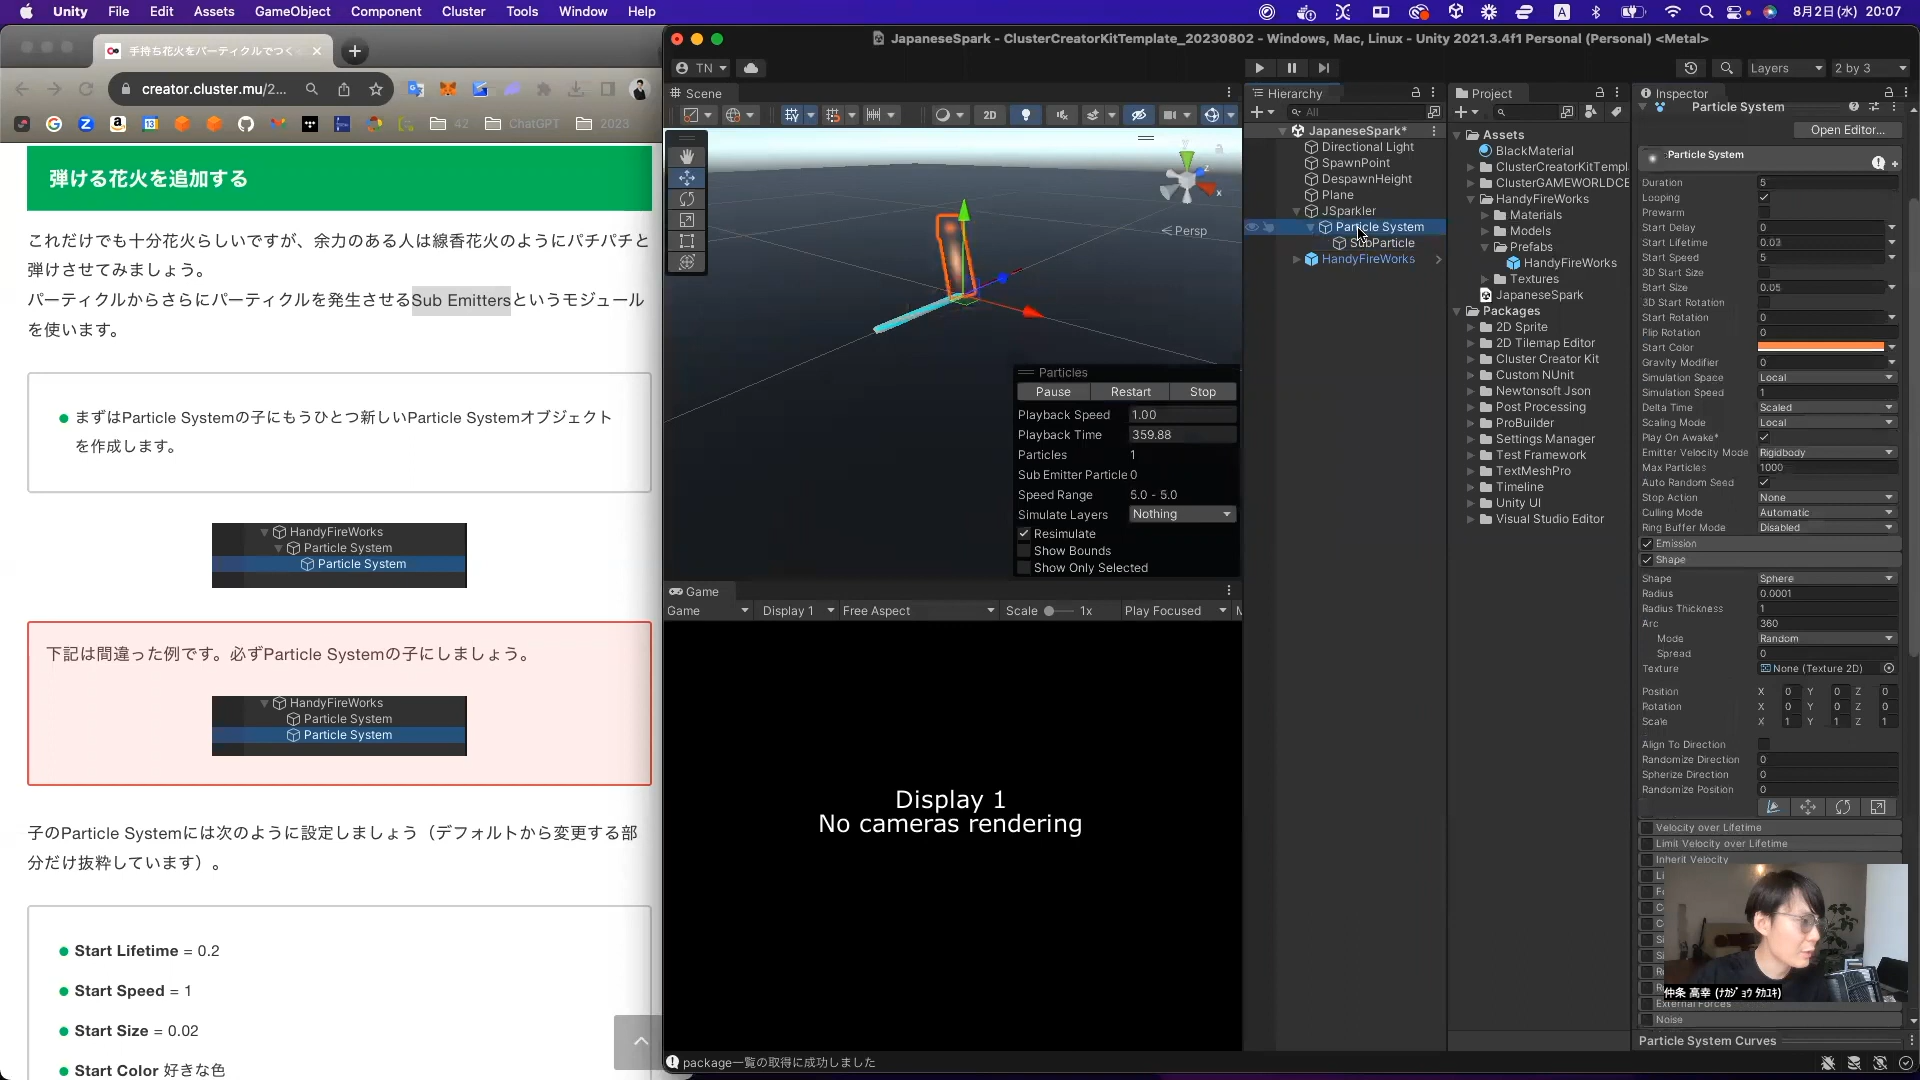 Unity File Edit Assets GameObject Component Cluster Tools Window Help
A
8月2日(水) 20:07
手持ち花火をパーティクルでつく
creator.cluster.mu/2...
42
ChatGPT
2023
弾ける花火を追加する
これだけでも十分花火らしいですが、余力のある人は線香花火のようにパチパチと
弾けさせてみましょう。
パーティクルからさらにパーティクルを発生させるSub Emittersというモジュール
を使います。
まずはParticle Systemの子にもうひとつ新しいParticle Systemオブジェクト
を作成します。
HandyFireWorks
Particle System
Particle System
下記は間違った例です。必ずParticle Systemの子にしましょう。
HandyFireWorks
Particle System
Particle System
子のParticle Systemには次のように設定しましょう（デフォルトから変更する部
分だけ抜粋しています）。
Start Lifetime = 0.2
Start Speed = 1
Start Size = 0.02
Start Color 好きな色
JapaneseSpark - ClusterCreatorKitTemplate_20230802 - Windows, Mac, Linux - Unity 2021.3.4f1 Personal (Personal) <Metal>
TN
Layers
2 by 3
Scene
2D
Persp
x
z
Particles
Pause Restart Stop
Playback Speed 1.00
Playback Time 359.88
Particles 1
Sub Emitter Particle 0
Speed Range 5.0 - 5.0
Simulate Layers Nothing
Resimulate
Show Bounds
Show Only Selected
Game
Game Display 1 Free Aspect Scale 1x Play Focused M
Display 1
No cameras rendering
package一覧の取得に成功しました
Hierarchy
All
JapaneseSpark*
Directional Light
SpawnPoint
DespawnHeight
Plane
JSparkler
Particle System
SubParticle
HandyFireWorks
Project
Assets
BlackMaterial
ClusterCreatorKitTempl
ClusterGAMEWORLDCE
HandyFireWorks
Materials
Models
Prefabs
HandyFireWorks
Textures
JapaneseSpark
Packages
2D Sprite
2D Tilemap Editor
Cluster Creator Kit
Custom NUnit
Newtonsoft Json
Post Processing
ProBuilder
Settings Manager
Test Framework
TextMeshPro
Timeline
Unity UI
Visual Studio Editor
Inspector
Particle System
Open Editor...
Particle System
Duration 5
Looping
Prewarm
Start Delay 0
Start Lifetime 0.03
Start Speed 5
3D Start Size
Start Size 0.05
3D Start Rotation
Start Rotation 0
Flip Rotation 0
Start Color
Gravity Modifier 0
Simulation Space Local
Simulation Speed 1
Delta Time Scaled
Scaling Mode Local
Play On Awake*
Emitter Velocity Mode Rigidbody
Max Particles 1000
Auto Random Seed
Stop Action None
Culling Mode Automatic
Ring Buffer Mode Disabled
Emission
Shape
Shape Sphere
Radius 0.0001
Radius Thickness 1
Arc 360
Mode Random
Spread 0
Texture None (Texture 2D)
Position X 0 Y 0 Z 0
Rotation X 0 Y 0 Z 0
Scale X 1 Y 1 Z 1
Align To Direction
Randomize Direction 0
Spherize Direction 0
Randomize Position 0
Velocity over Lifetime
Limit Velocity over Lifetime
Inherit Velocity
仲条 高幸 (ﾅｶｼﾞｮｳ ﾀｶﾕｷ)
External Forces
Noise
Particle System Curves